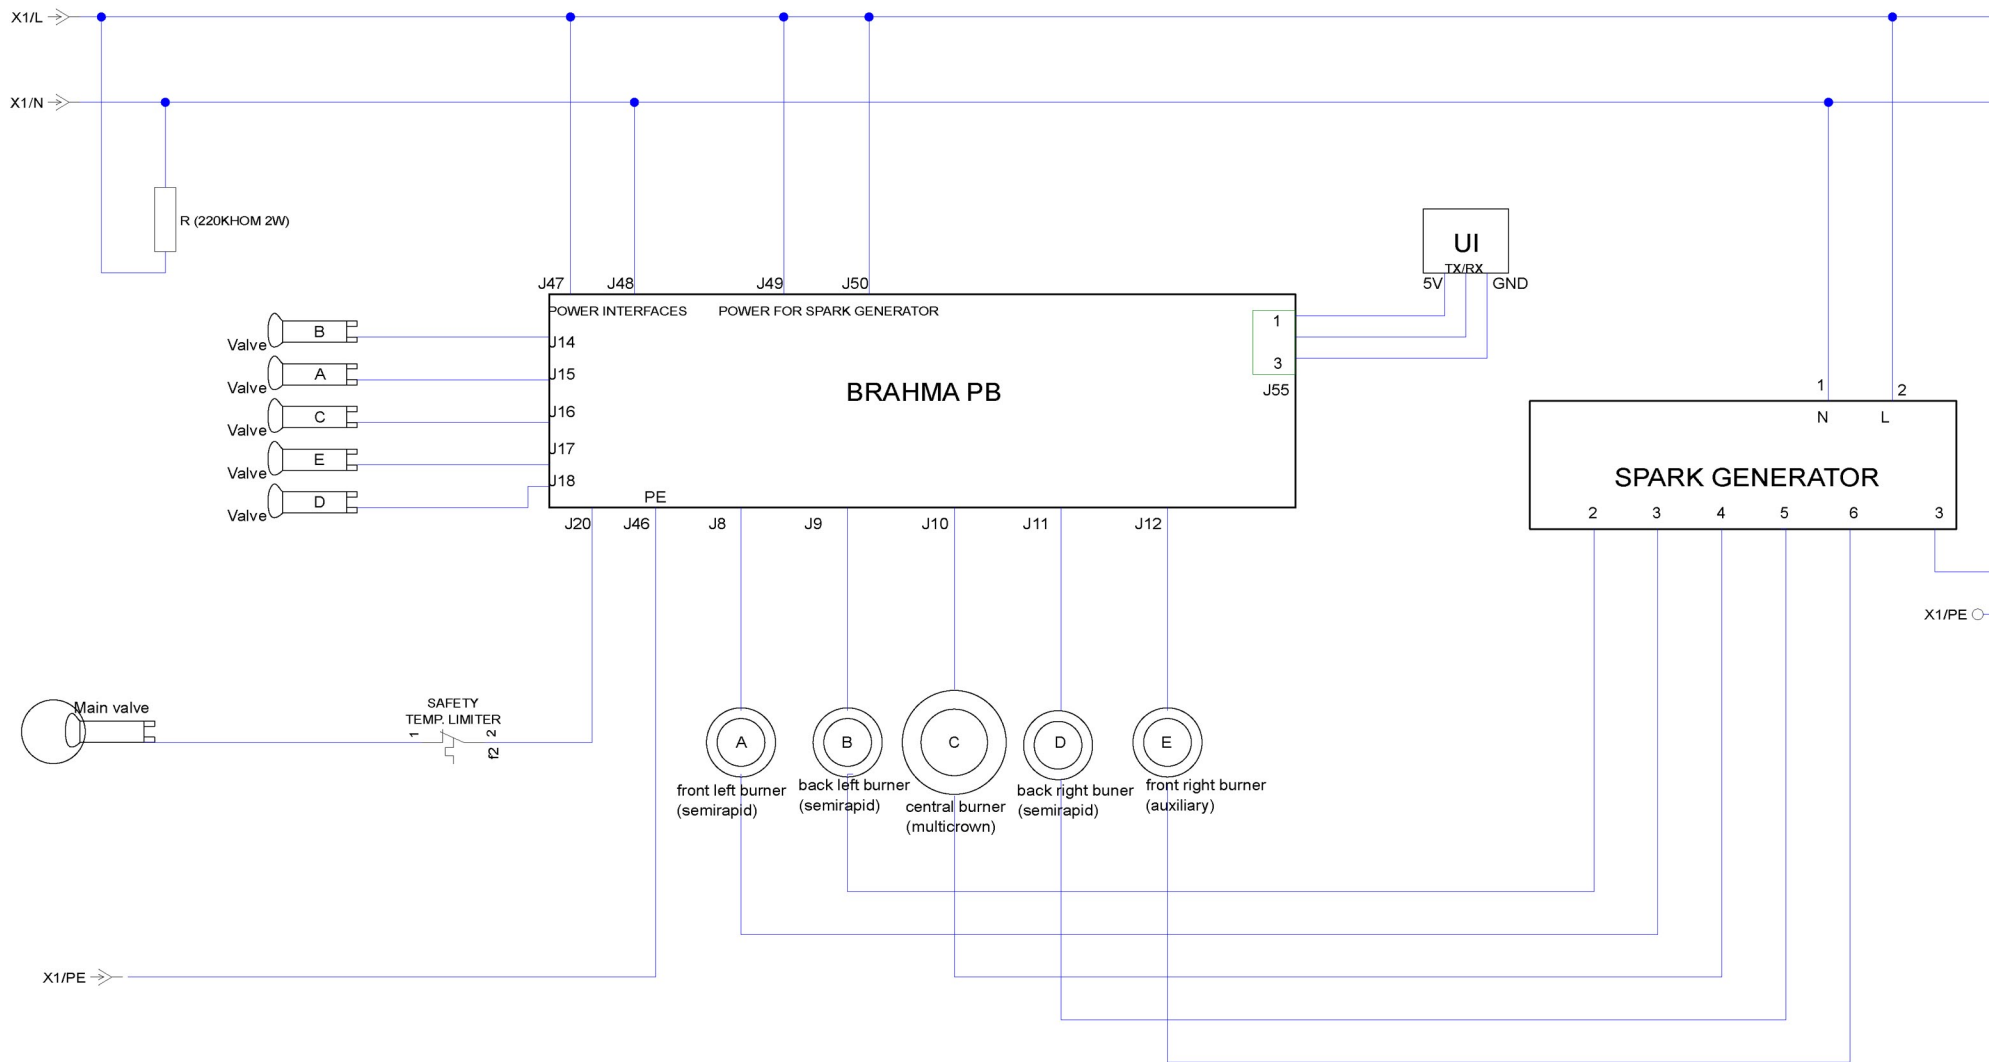 X1/L
X1/N
R (220KHOM 2W)
UI
TX/RX
5V
GND
J47
J48
J49
J50
POWER INTERFACES
POWER FOR SPARK GENERATOR
1
3
J55
BRAHMA PB
B
Valve
J14
A
Valve
J15
C
Valve
J16
E
Valve
J17
D
Valve
J18
PE
J20
J46
J8
J9
J10
J11
J12
1
2
N
L
SPARK GENERATOR
2
3
4
5
6
3
X1/PE
Main valve
SAFETY
TEMP. LIMITER
1
2
f2
A
B
C
D
E
front left burner
(semirapid)
back left burner
(semirapid)
central burner
(multicrown)
back right buner
(semirapid)
front right burner
(auxiliary)
X1/PE